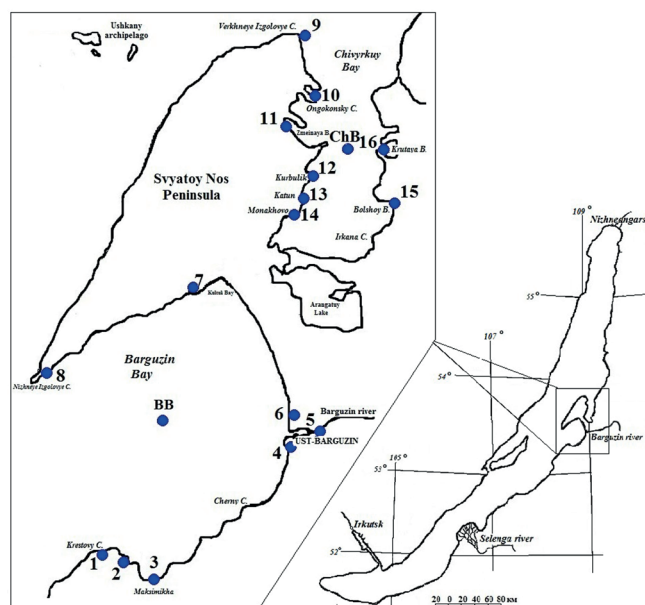 Ushkany
archipelago
Verkhneye Izgolovye C.
9
Chivyrkuy
Bay
10
Ongokonsky C.
11
Zmeinaya B.
ChB
16
Krutaya B.
Svyatoy Nos
Peninsula
Kurbulik
12
Katun
13
15
Monakhovo
14
Bolshoy B.
Irkana C.
7
Arangatuy
Lake
Barguzin
Bay
8
Nizhneye Izgolovye C.
BB
6
5
Barguzin river
UST-BARGUZIN
4
Cherny C.
Krestovy C.
1
2
3
Maksimikha
109°
Nizhneangarsk
55°
107
54°
Barguzin river
105
53°
Irkutsk
52°
Selenga river
20 0 20 40 60 80 КМ